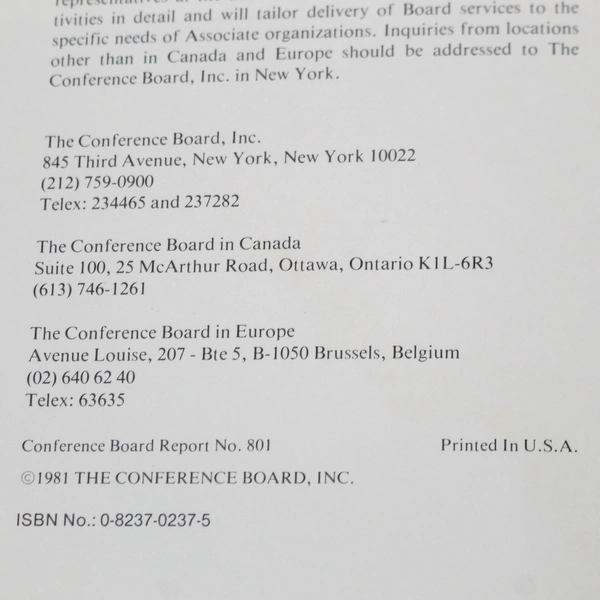 tivities in detail and will tailor delivery of Board services to the
specific needs of Associate organizations. Inquiries from locations
other than in Canada and Europe should be addressed to The
Conference Board, Inc. in New York.
The Conference Board, Inc.
845 Third Avenue, New York, New York 10022
(212) 759-0900
Telex: 234465 and 237282
The Conference Board in Canada
Suite 100, 25 McArthur Road, Ottawa, Ontario K1L-6R3
(613) 746-1261
The Conference Board in Europe
Avenue Louise, 207 - Bte 5, B-1050 Brussels, Belgium
(02) 640 62 40
Telex: 63635
Conference Board Report No. 801 Printed In U.S.A.
©1981 THE CONFERENCE BOARD, INC.
ISBN No.: 0-8237-0237-5